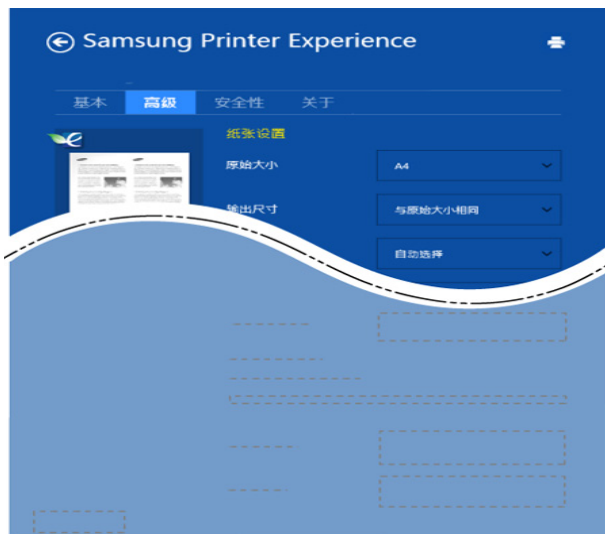 Samsung Printer Experience
基本 高級 安全性 关于
纸张设置
原始大小 A4
输出尺寸 与原始大小相同
自动选择